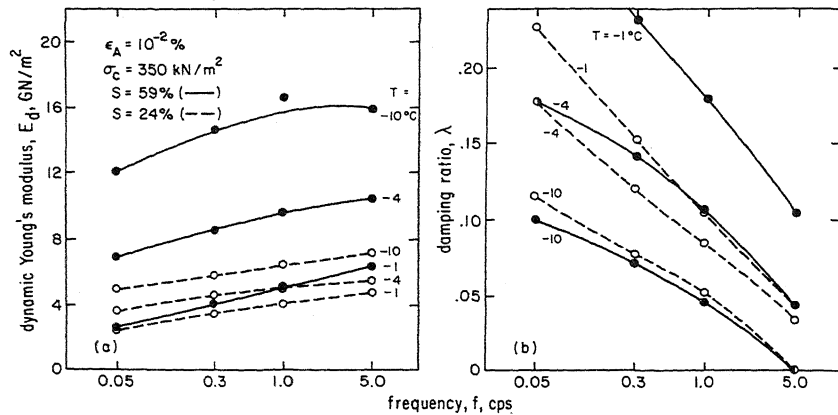 20
16
12
8
4
0
dynamic Young's modulus, E_d, GN/m²
ϵ_A = 10⁻² %
σ_C = 350 kN/m²
S = 59% (—)
S = 24% (– – –)
T =
-10°C
-4
-10
-1
-4
-1
(a)
0.05
0.3
1.0
5.0
.20
.15
0.10
.05
0
damping ratio, λ
T = -1°C
-1
-4
-4
-10
-10
(b)
0.05
0.3
1.0
5.0
frequency, f, cps